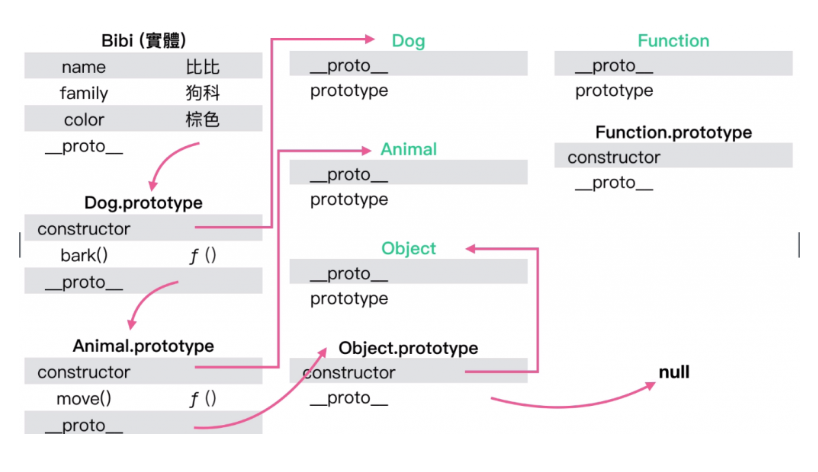 Bibi (實體)
name 比比
family 狗科
color 棕色
__proto__
Dog.prototype
constructor
bark() ƒ ()
__proto__
Animal.prototype
constructor
move() ƒ ()
__proto__
Dog
__proto__
prototype
Animal
__proto__
prototype
Object
__proto__
prototype
Object.prototype
constructor
__proto__
Function
__proto__
prototype
Function.prototype
constructor
__proto__
null